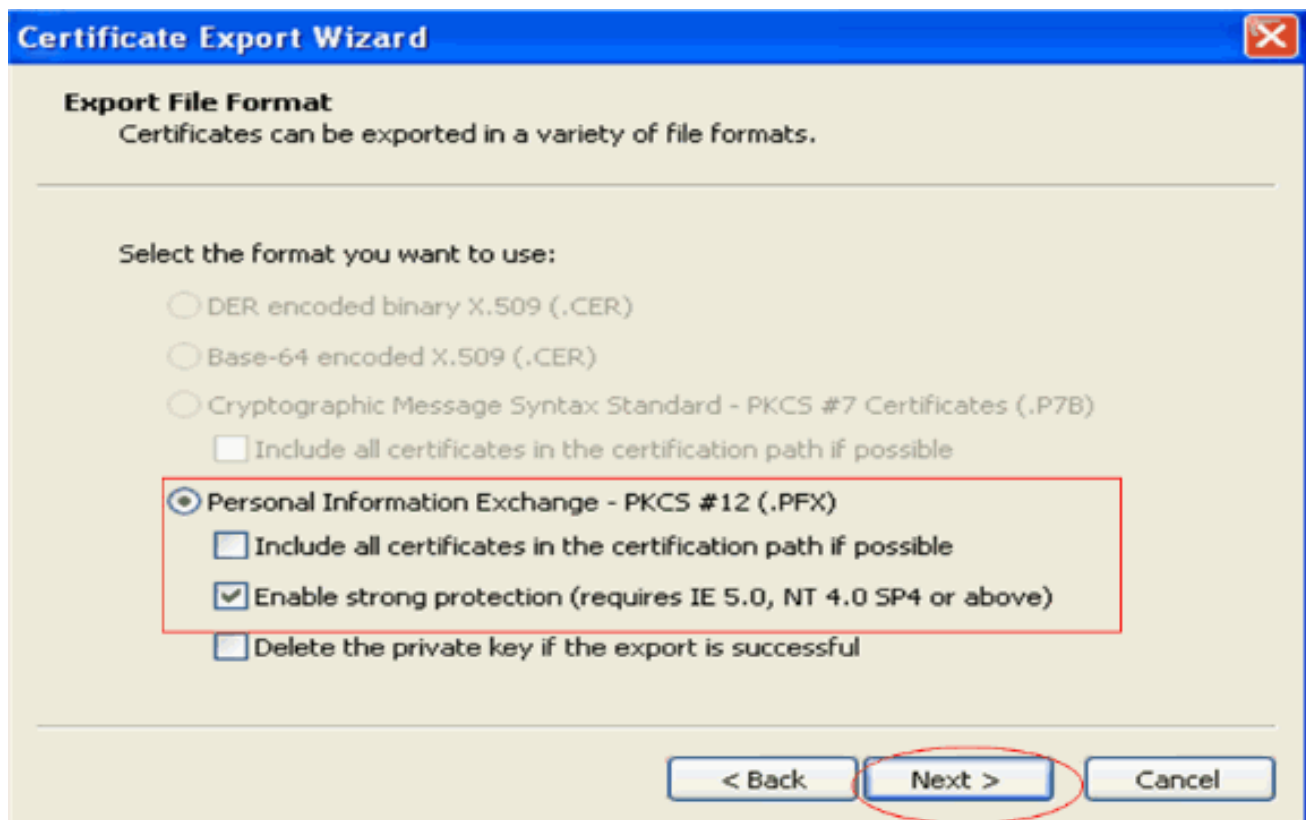 Certificate Export Wizard
Export File Format
Certificates can be exported in a variety of file formats.
Select the format you want to use:
DER encoded binary X.509 (.CER)
Base-64 encoded X.509 (.CER)
Cryptographic Message Syntax Standard - PKCS #7 Certificates (.P7B)
Include all certificates in the certification path if possible
Personal Information Exchange - PKCS #12 (.PFX)
Include all certificates in the certification path if possible
Enable strong protection (requires IE 5.0, NT 4.0 SP4 or above)
Delete the private key if the export is successful
< Back Next > Cancel